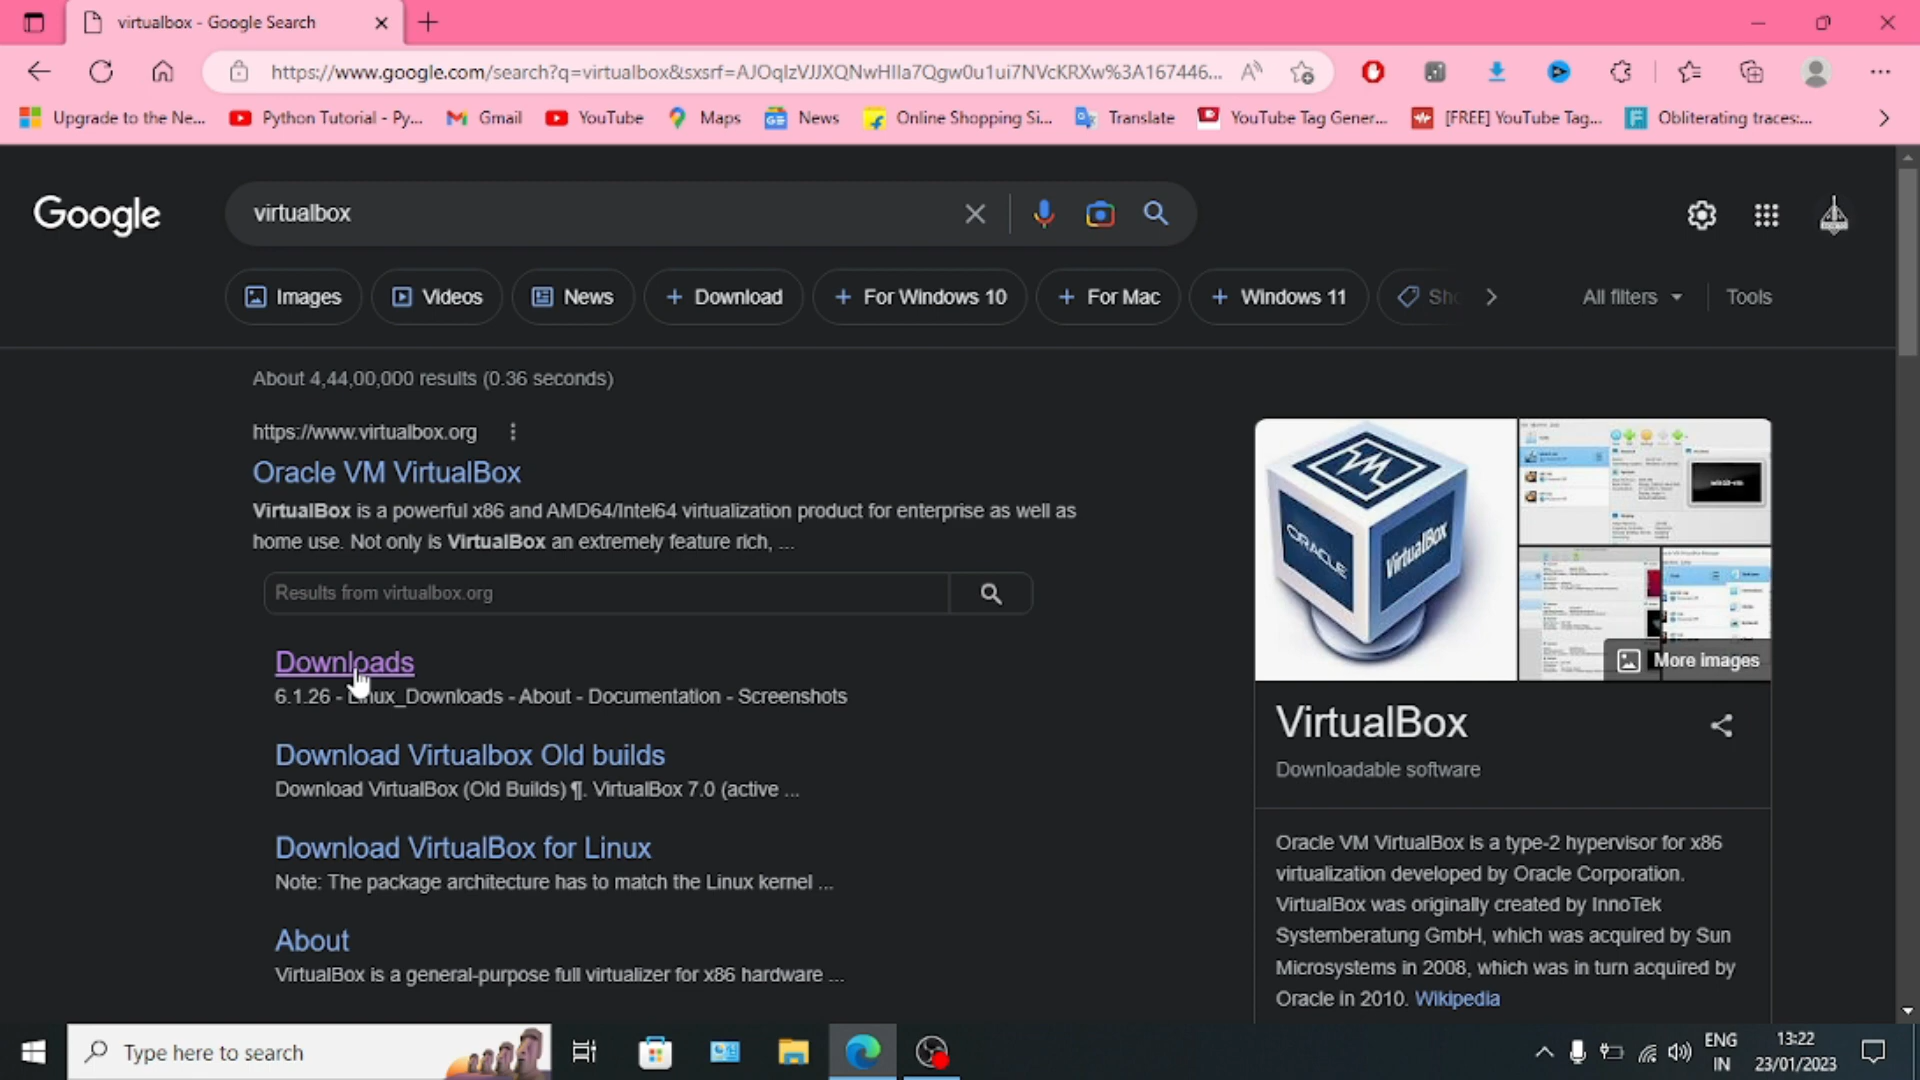 virtualbox - Google Search
https://www.google.com/search?q=virtualbox&sxsrf=AJOqlzVJJXQNwHIla7Qgw0u1ui7NVcKRXw%3A167446...
Upgrade to the Ne... Python Tutorial - Py... Gmail YouTube Maps News Online Shopping Si... Translate YouTube Tag Gener... [FREE] YouTube Tag... Obliterating traces:...
Google
virtualbox
Images Videos News + Download + For Windows 10 + For Mac + Windows 11 All filters Tools
About 4,44,00,000 results (0.36 seconds)
https://www.virtualbox.org
Oracle VM VirtualBox
VirtualBox is a powerful x86 and AMD64/Intel64 virtualization product for enterprise as well as
home use. Not only is VirtualBox an extremely feature rich, ...
Results from virtualbox.org
Downloads
6.1.26 - Linux_Downloads - About - Documentation - Screenshots
Download Virtualbox Old builds
Download VirtualBox (Old Builds) ¶. VirtualBox 7.0 (active ...
Download VirtualBox for Linux
Note: The package architecture has to match the Linux kernel ...
About
VirtualBox is a general-purpose full virtualizer for x86 hardware ...
ORACLE VirtualBox
More images
VirtualBox
Downloadable software
Oracle VM VirtualBox is a type-2 hypervisor for x86
virtualization developed by Oracle Corporation.
VirtualBox was originally created by InnoTek
Systemberatung GmbH, which was acquired by Sun
Microsystems in 2008, which was in turn acquired by
Oracle in 2010. Wikipedia
Type here to search
ENG
IN
13:22
23/01/2023